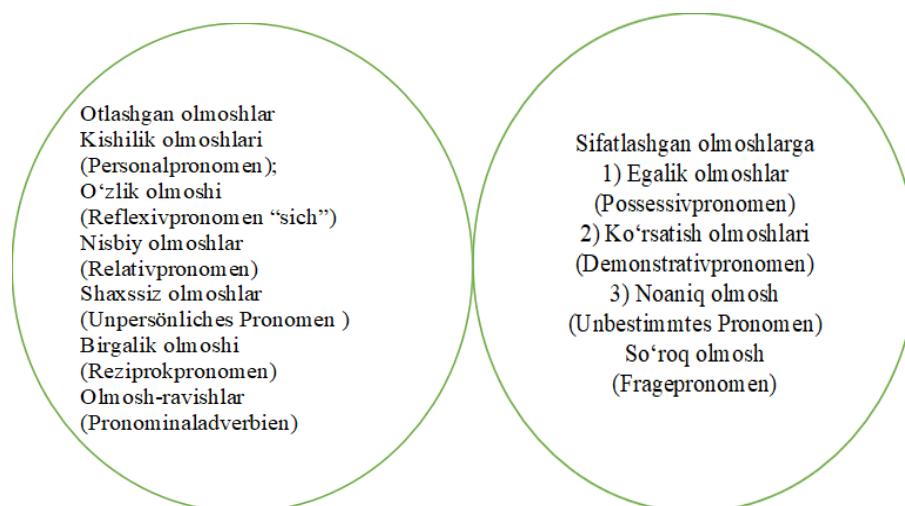 Otlashgan olmoshlar
Kishilik olmoshlari
(Personalpronomen);
O‘zlik olmoshi
(Reflexivpronomen “sich”)
Nisbiy olmoshlar
(Relativpronomen)
Shaxssiz olmoshlar
(Unpersönliches Pronomen )
Birgalik olmoshi
(Reziprokpronomen)
Olmosh-ravishlar
(Pronominaladverbien)
Sifatlashgan olmoshlarga
1) Egalik olmoshlar
(Possessivpronomen)
2) Ko‘rsatish olmoshlari
(Demonstrativpronomen)
3) Noaniq olmosh
(Unbestimmtes Pronomen)
So‘roq olmosh
(Fragepronomen)